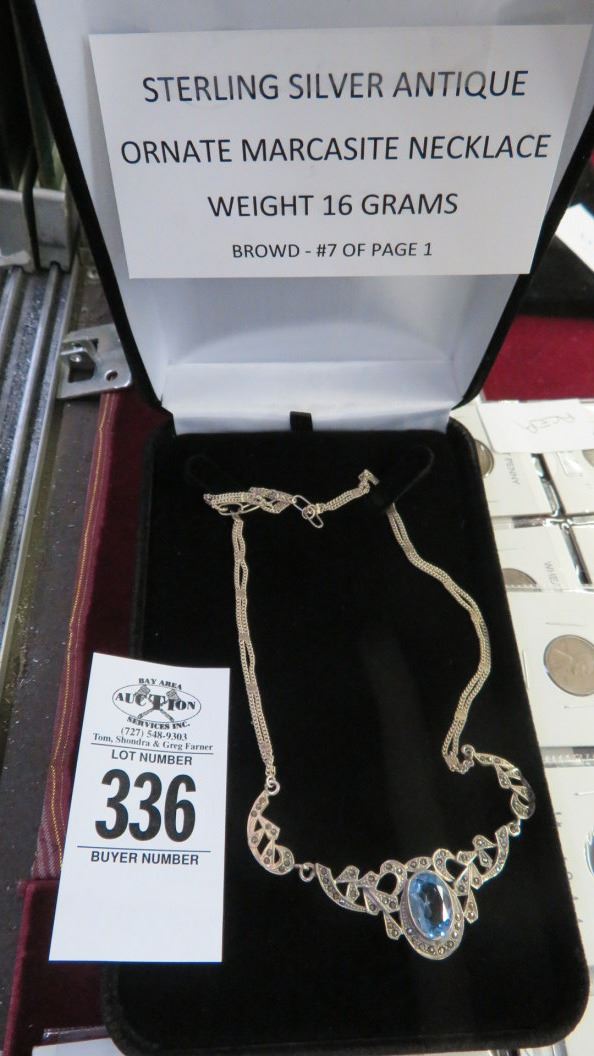 STERLING SILVER ANTIQUE
ORNATE MARCASITE NECKLACE
WEIGHT 16 GRAMS
BROWD - #7 OF PAGE 1
BAY AREA
AUCTION
SERVICES INC.
(727) 548-9303
Tom, Shondra & Greg Farner
LOT NUMBER
336
BUYER NUMBER
PENNY